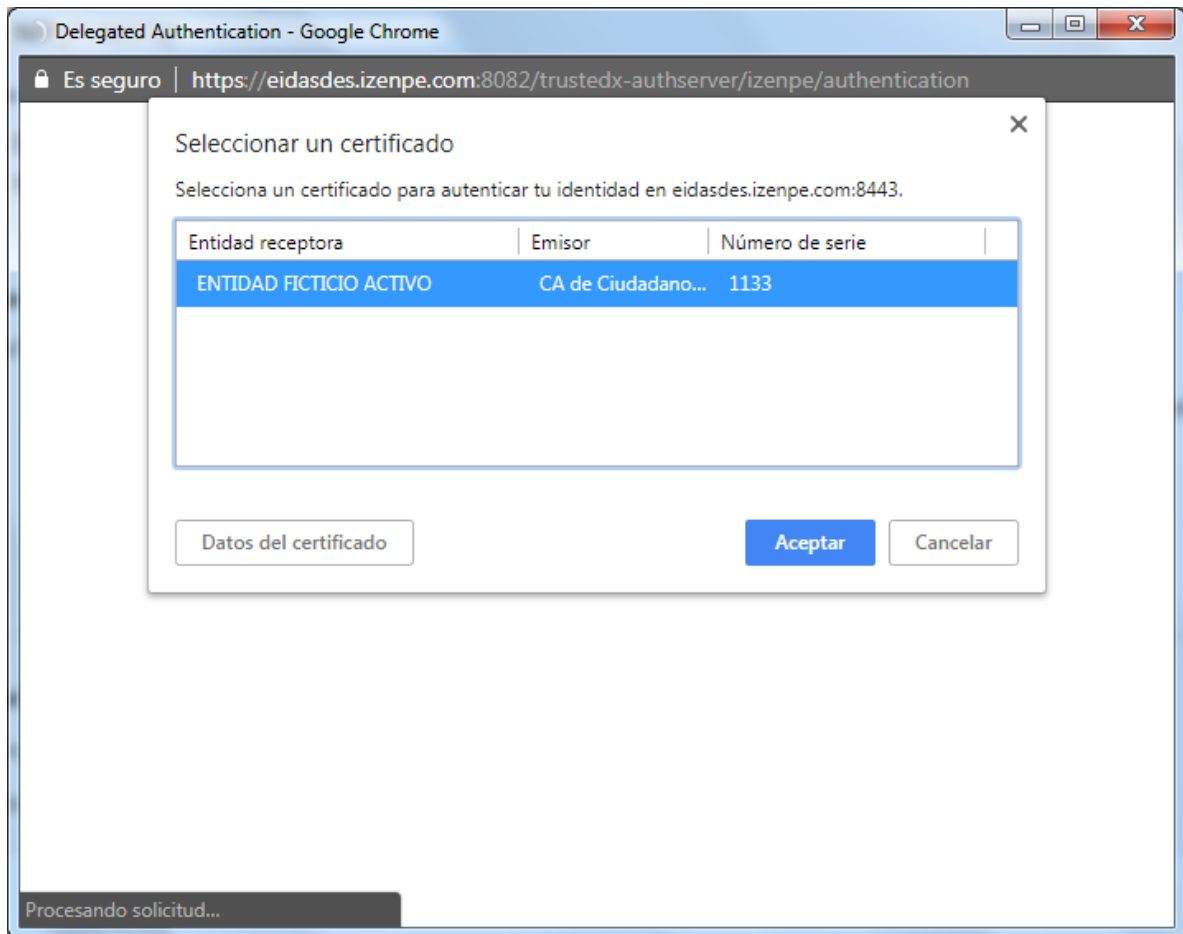 Delegated Authentication - Google Chrome
Es seguro | https://eidasdes.izenpe.com:8082/trustedx-authserver/izenpe/authentication
Seleccionar un certificado
Selecciona un certificado para autenticar tu identidad en eidasdes.izenpe.com:8443.
Entidad receptora Emisor Número de serie
ENTIDAD FICTICIO ACTIVO CA de Ciudadano... 1133
Datos del certificado Aceptar Cancelar
Procesando solicitud...